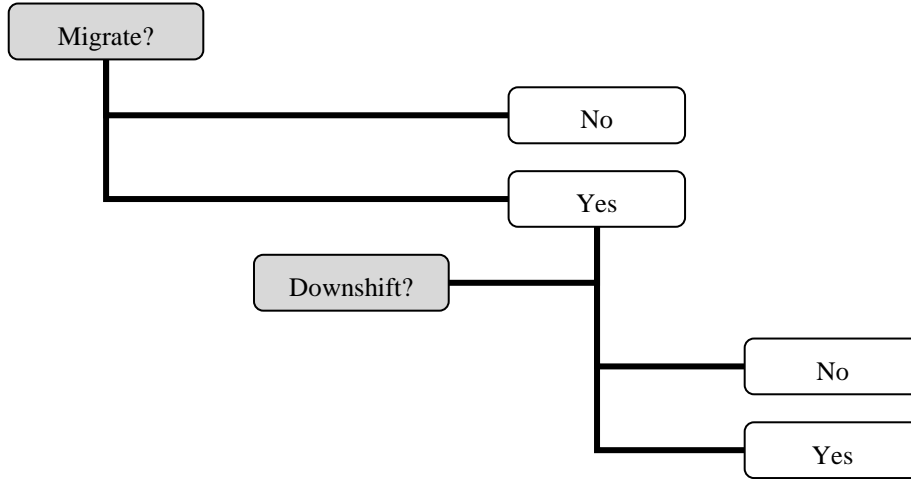 Migrate?
No
Yes
Downshift?
No
Yes